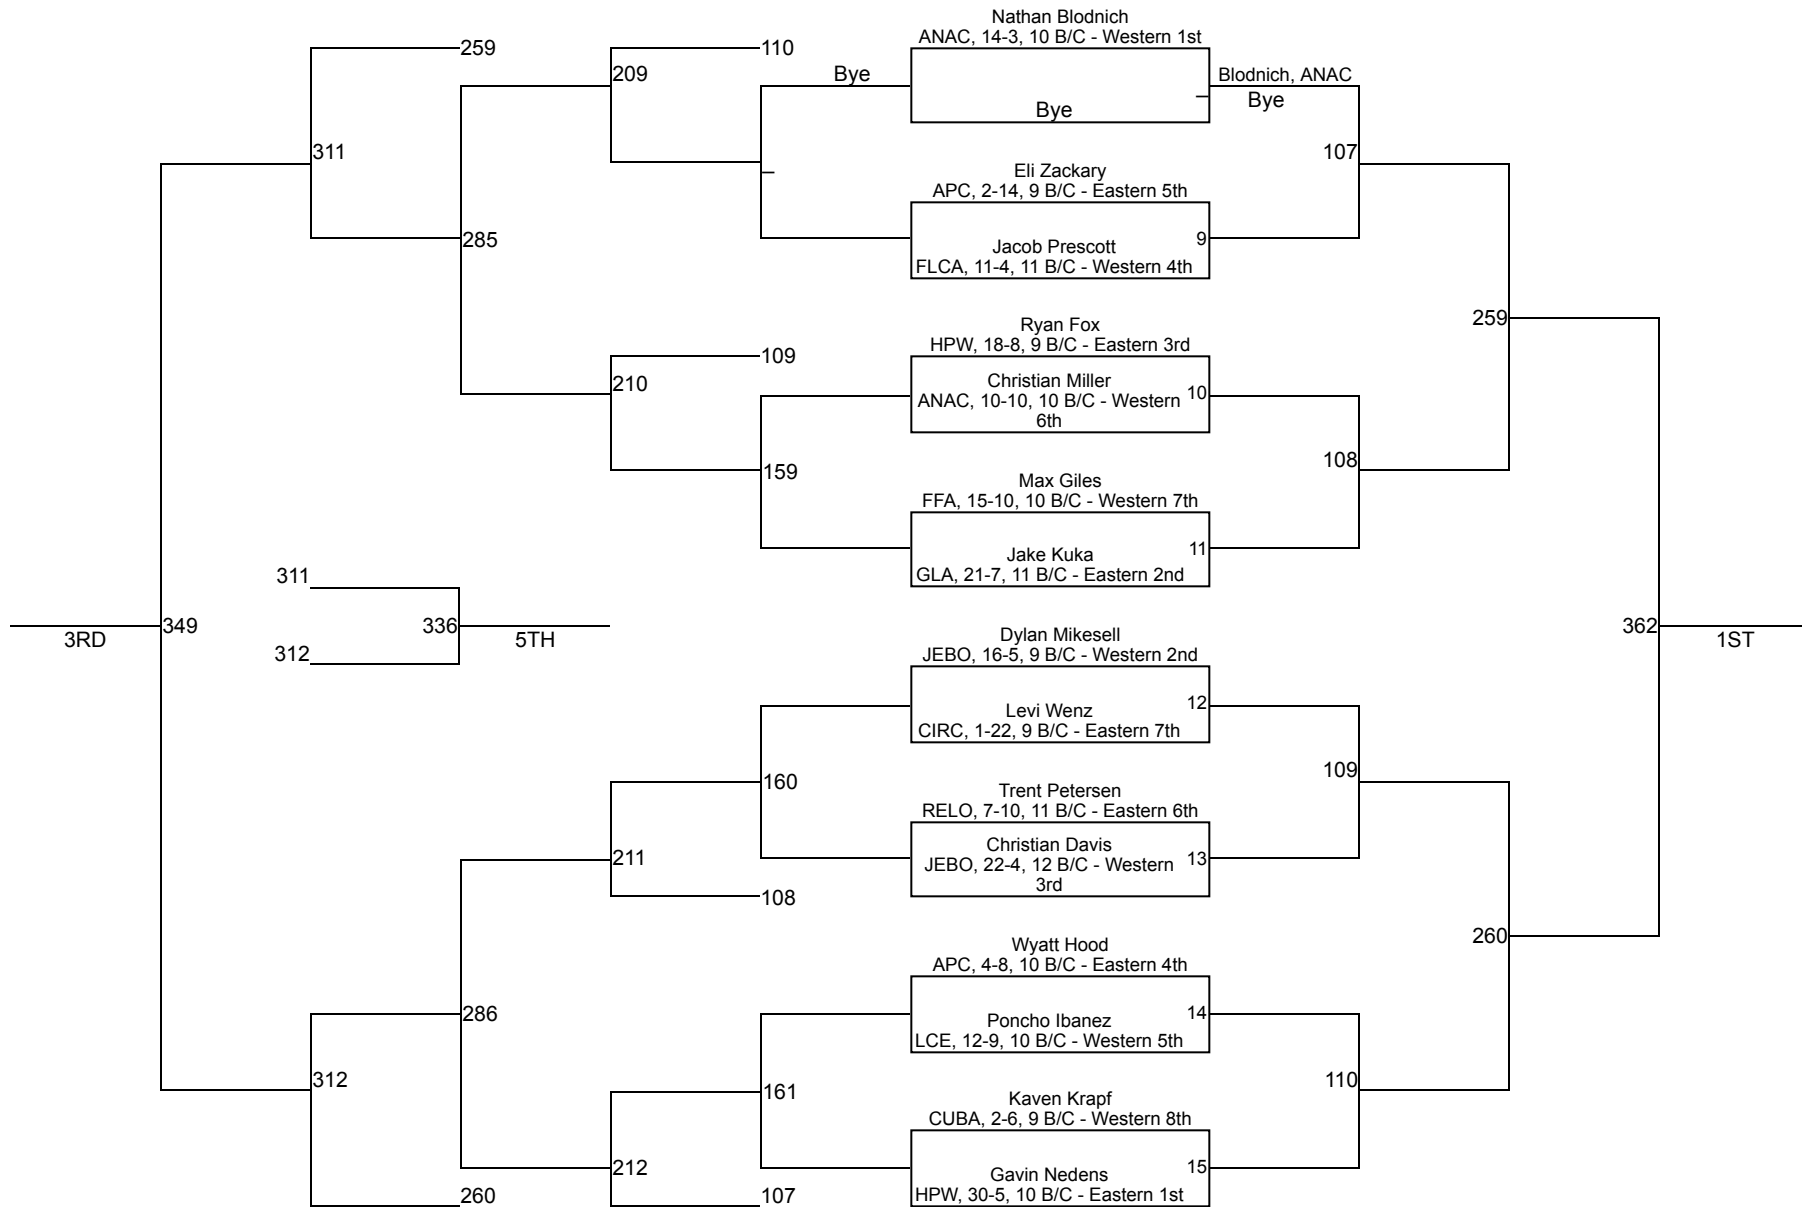 Nathan Blodnich
ANAC, 14-3, 10 B/C - Western 1st
259
110
209
Bye
Blodnich, ANAC
Bye
Bye
311
107
Eli Zackary
APC, 2-14, 9 B/C - Eastern 5th
285
Jacob Prescott
9
FLCA, 11-4, 11 B/C - Western 4th
Ryan Fox
259
HPW, 18-8, 9 B/C - Eastern 3rd
109
210
Christian Miller
ANAC, 10-10, 10 B/C - Western
10
6th
159
108
Max Giles
FFA, 15-10, 10 B/C - Western 7th
Jake Kuka
11
GLA, 21-7, 11 B/C - Eastern 2nd
311
349
3RD
336
5TH
312
Dylan Mikesell
362
1ST
JEBO, 16-5, 9 B/C - Western 2nd
Levi Wenz
12
CIRC, 1-22, 9 B/C - Eastern 7th
160
109
Trent Petersen
RELO, 7-10, 11 B/C - Eastern 6th
211
Christian Davis
JEBO, 22-4, 12 B/C - Western
13
3rd
108
Wyatt Hood
260
APC, 4-8, 10 B/C - Eastern 4th
286
Poncho Ibanez
14
LCE, 12-9, 10 B/C - Western 5th
312
161
110
Kaven Krapf
CUBA, 2-6, 9 B/C - Western 8th
212
Gavin Nedens
15
260
107
HPW, 30-5, 10 B/C - Eastern 1st